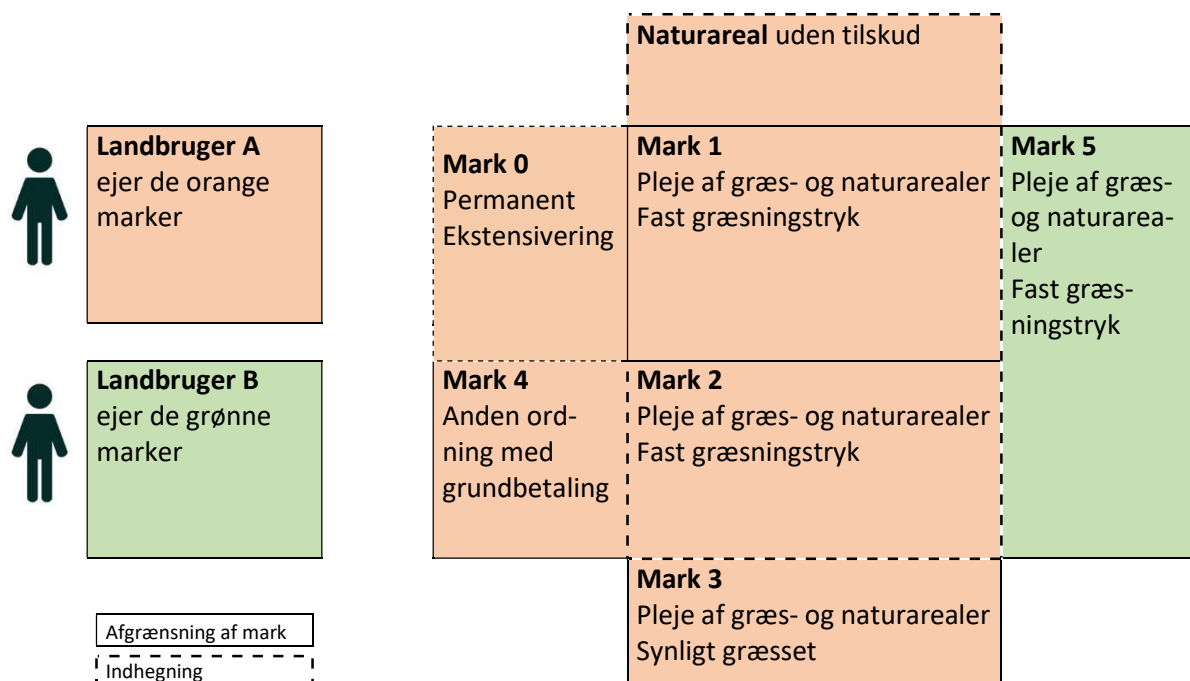 Naturareal uden tilskud
Landbruger A
ejer de orange
marker
Mark 0
Permanent
Ekstensivering
Mark 1
Pleje af græs- og naturarealer
Fast græsningstryk
Mark 5
Pleje af græs-
og naturarea-
ler
Fast græs-
ningstryk
Landbruger B
ejer de grønne
marker
Mark 4
Anden ord-
ning med
grundbetaling
Mark 2
Pleje af græs- og naturarealer
Fast græsningstryk
Mark 3
Pleje af græs- og naturarealer
Synligt græsset
Afgrænsning af mark
Indhegning